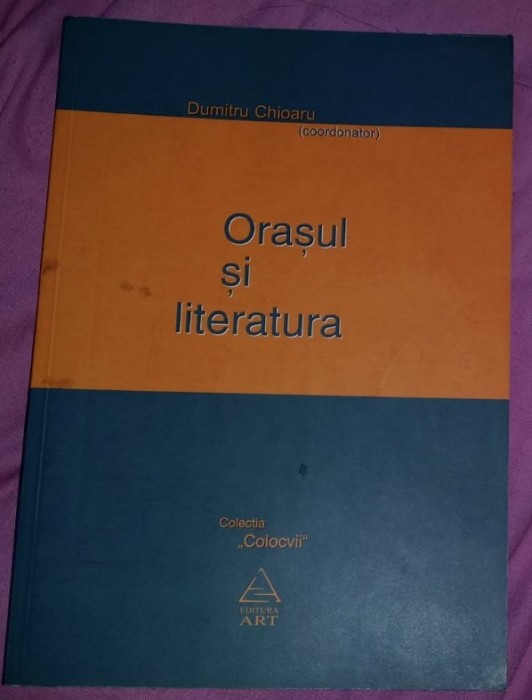 Dumitru Chioaru
(coordonator)
Orașul
și
literatura
Colecția
„Colocvii“
EDITURA
ART